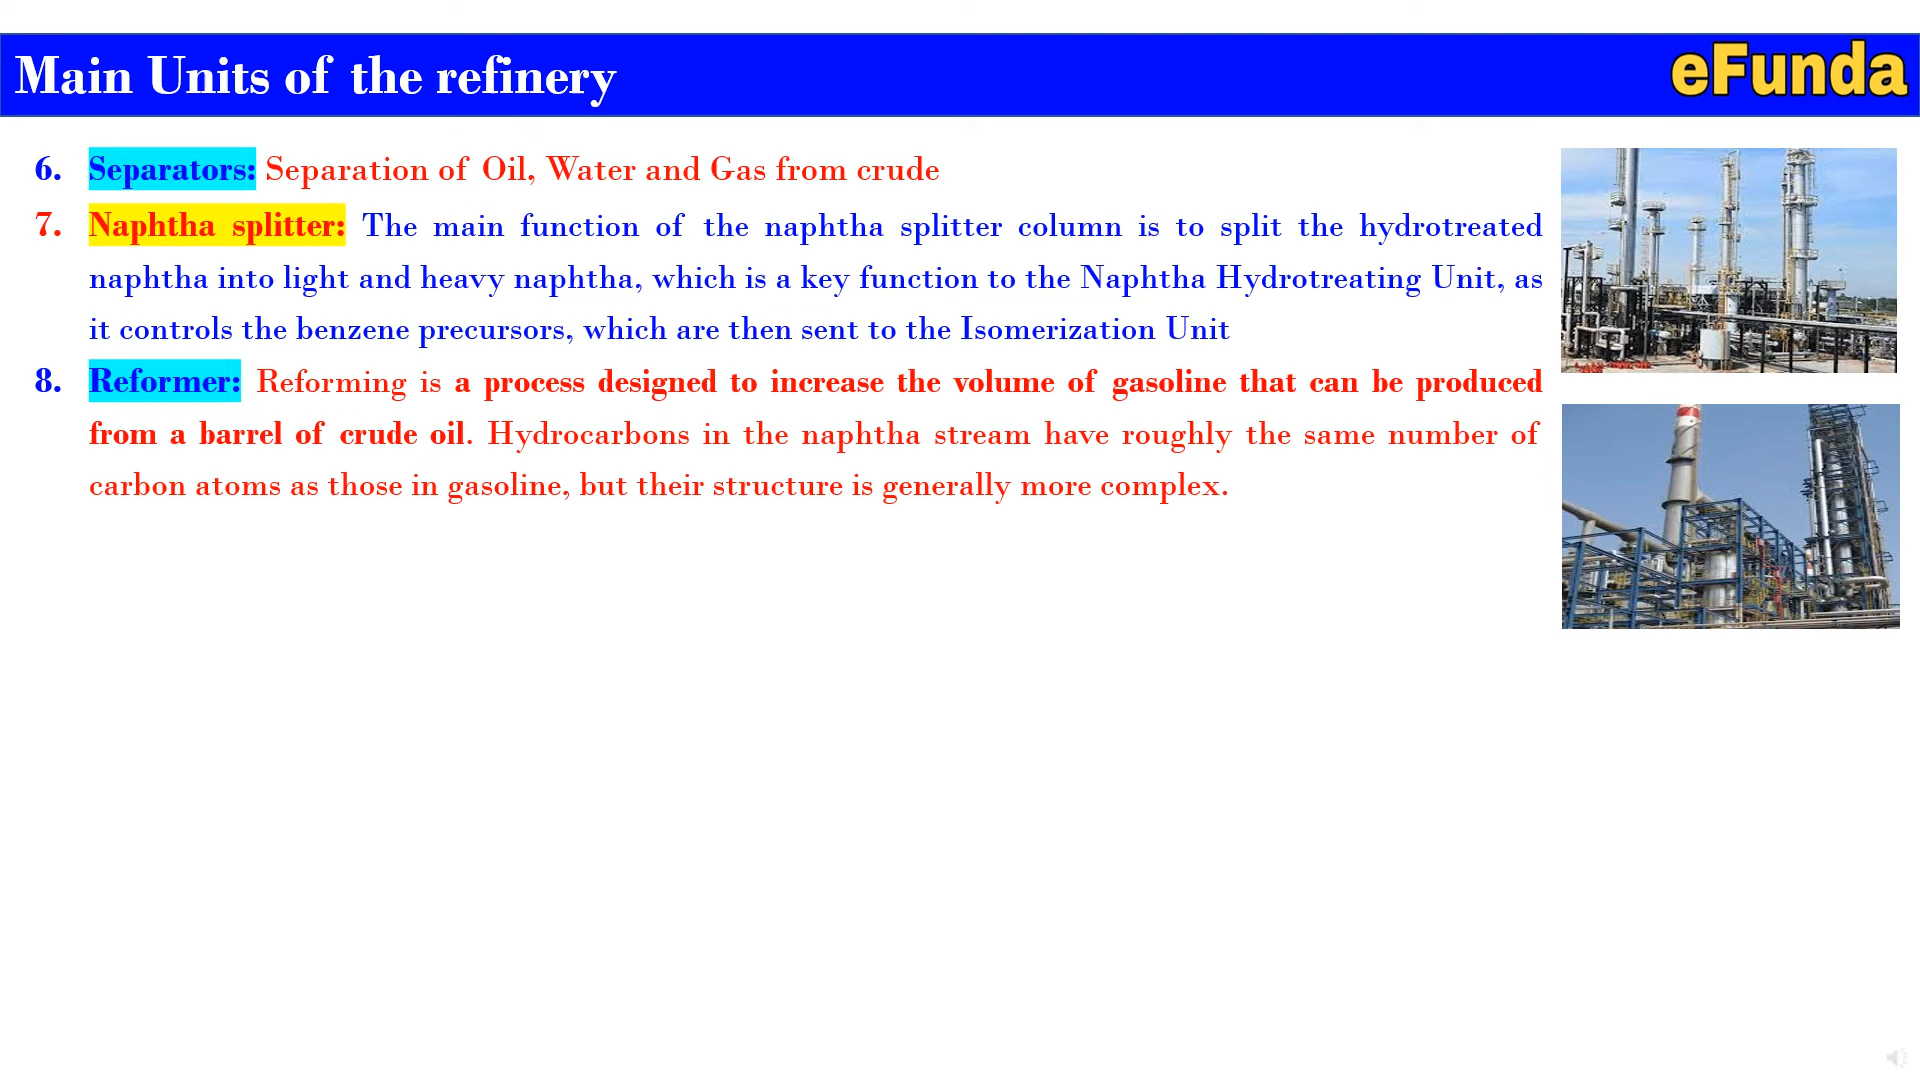 Main Units of the refinery
eFunda
6. Separators: Separation of Oil, Water and Gas from crude
7. Naphtha splitter: The main function of the naphtha splitter column is to split the hydrotreated
naphtha into light and heavy naphtha, which is a key function to the Naphtha Hydrotreating Unit, as
it controls the benzene precursors, which are then sent to the Isomerization Unit
8. Reformer: Reforming is a process designed to increase the volume of gasoline that can be produced
from a barrel of crude oil. Hydrocarbons in the naphtha stream have roughly the same number of
carbon atoms as those in gasoline, but their structure is generally more complex.